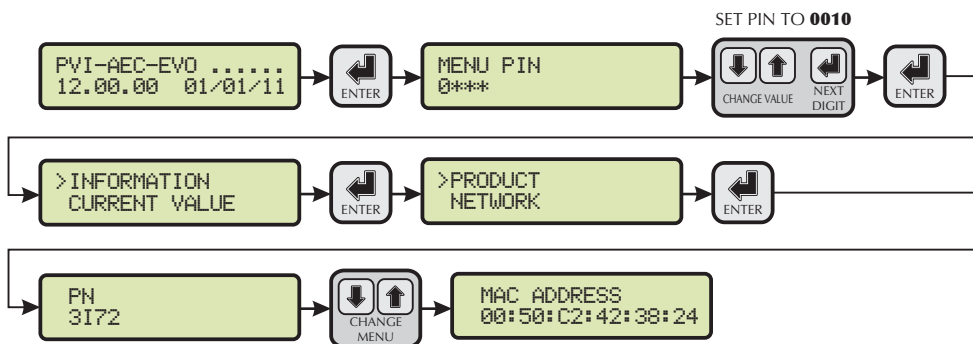 SET PIN TO 0010
PVI-AEC-EVO ......
12.00.00 01/01/11
ENTER
MENU PIN
0***
CHANGE VALUE
NEXT
DIGIT
ENTER
>INFORMATION
CURRENT VALUE
ENTER
>PRODUCT
NETWORK
ENTER
PN
3I72
CHANGE
MENU
MAC ADDRESS
00:50:C2:42:38:24